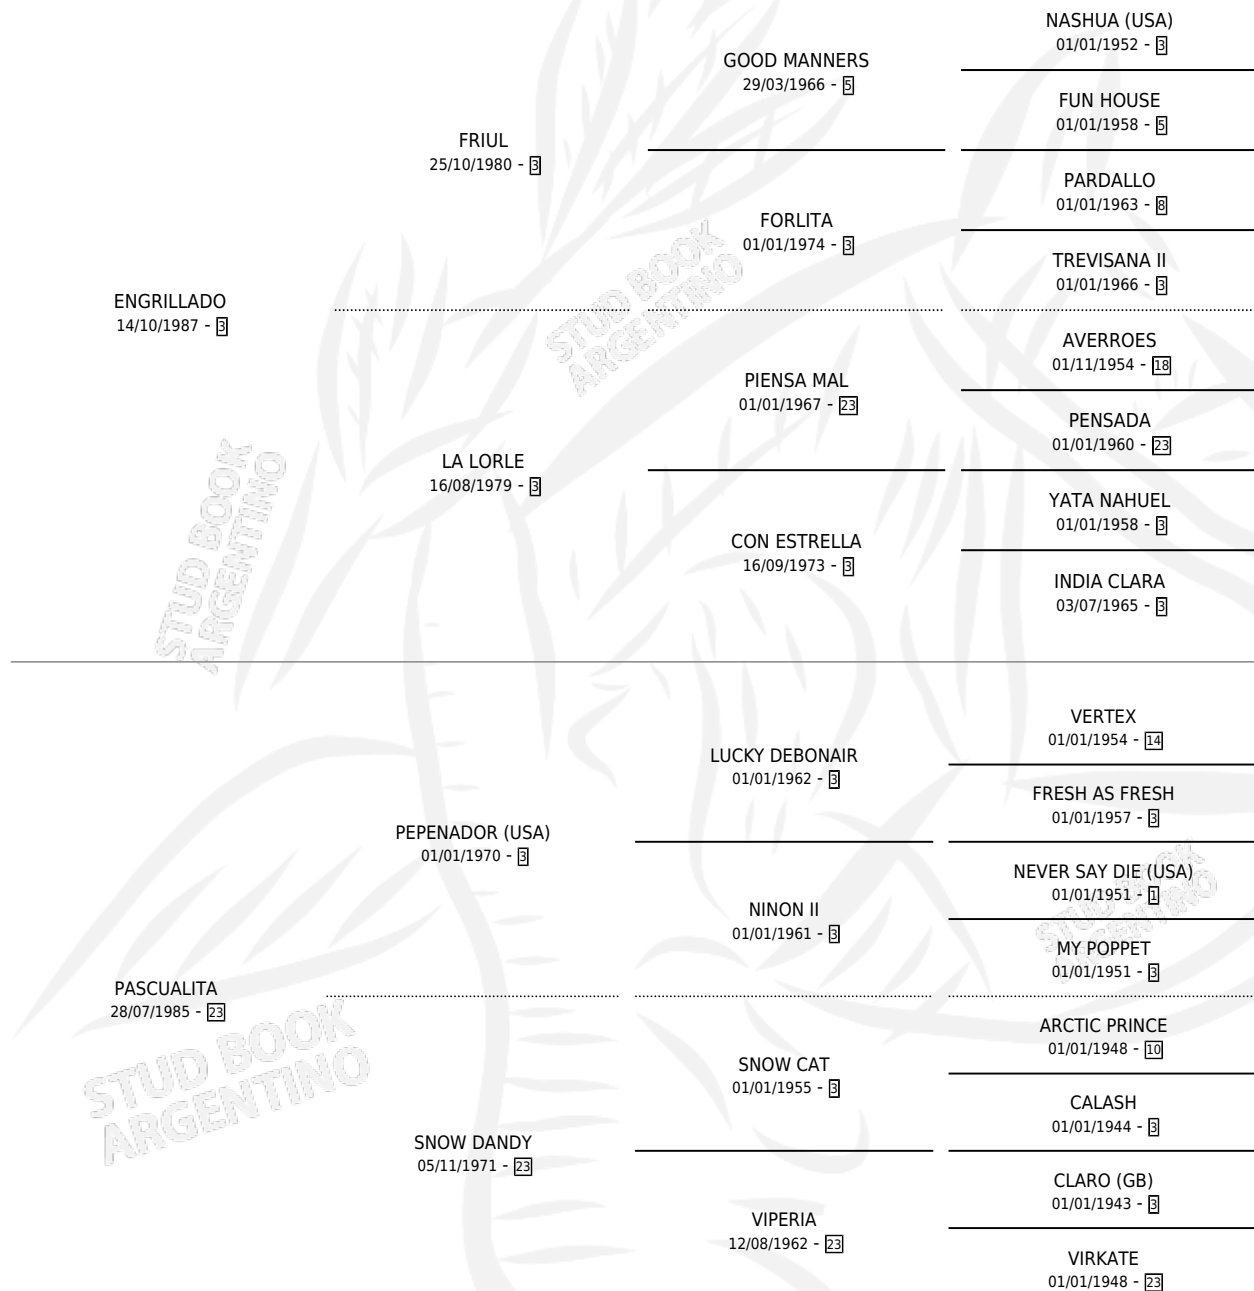 NASHUA (USA)
01/01/1952 - 3
GOOD MANNERS
29/03/1966 - 5
FUN HOUSE
01/01/1958 - 5
FRIUL
25/10/1980 - 3
PARDALLO
01/01/1963 - 8
FORLITA
01/01/1974 - 3
TREVISANA II
01/01/1966 - 3
ENGRILLADO
14/10/1987 - 3
STUD BOOK
ARGENTINO
AVERROES
01/11/1954 - 18
PIENSA MAL
01/01/1967 - 23
PENSADA
01/01/1960 - 23
LA LORLE
16/08/1979 - 3
YATA NAHUEL
01/01/1958 - 3
CON ESTRELLA
16/09/1973 - 3
INDIA CLARA
03/07/1965 - 3
STUD BOOK
ARGENTINO
VERTEX
01/01/1954 - 14
LUCKY DEBONAIR
01/01/1962 - 3
FRESH AS FRESH
01/01/1957 - 3
PEPENADOR (USA)
01/01/1970 - 3
NEVER SAY DIE (USA)
01/01/1951 - 1
NINON II
01/01/1961 - 3
STUD BOOK
ARGENTINO
MY POPPET
01/01/1951 - 3
PASCUALITA
28/07/1985 - 23
STUD BOOK
ARGENTINO
ARCTIC PRINCE
01/01/1948 - 10
SNOW CAT
01/01/1955 - 3
CALASH
01/01/1944 - 3
SNOW DANDY
05/11/1971 - 23
CLARO (GB)
01/01/1943 - 3
VIPERIA
12/08/1962 - 23
VIRKATE
01/01/1948 - 23